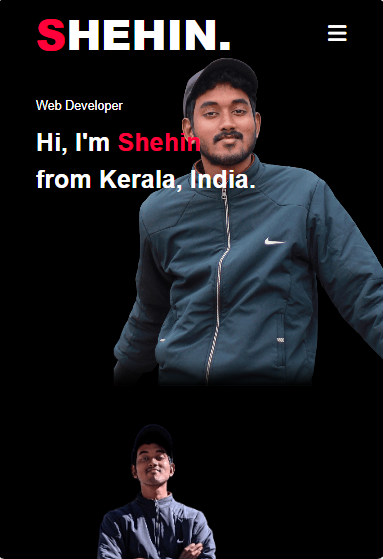 SHEHIN.
Web Developer
Hi, I'm Shehin
from Kerala, India.